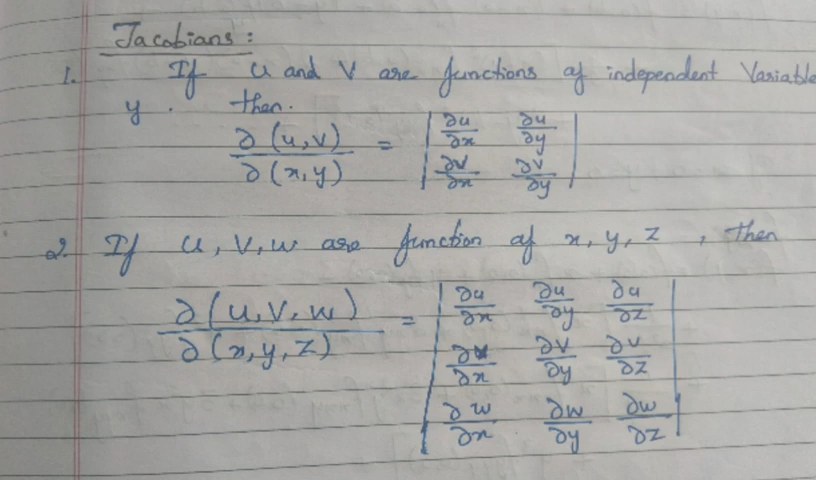 Jacobians :
1. If u and v are functions of independent Variable
y . then.
∂(u,v)/∂(x,y) = | ∂u/∂x ∂u/∂y |
| ∂v/∂x ∂v/∂y |
2. If u, v, w are function of x, y, z , then
∂(u,v,w)/∂(x,y,z) = | ∂u/∂x ∂u/∂y ∂u/∂z |
| ∂v/∂x ∂v/∂y ∂v/∂z |
| ∂w/∂x ∂w/∂y ∂w/∂z |